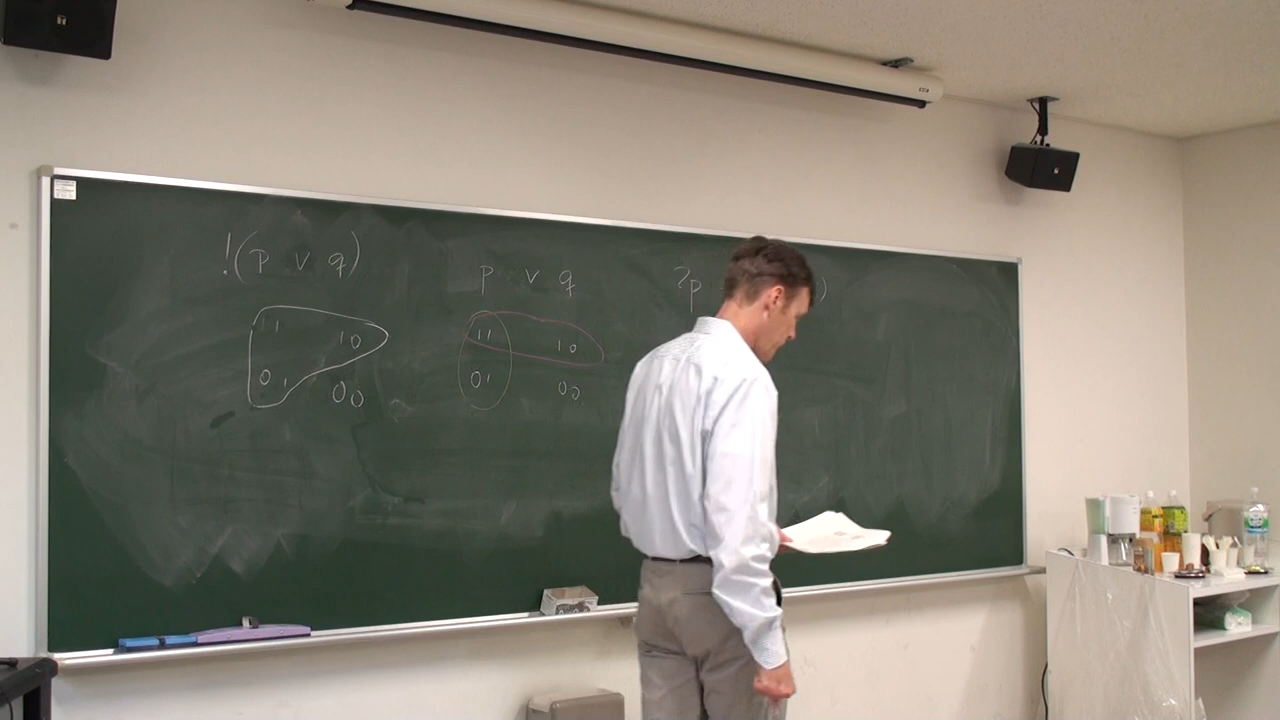 !(p ∨ q)
11 10
01 00
p ∨ q
11 10
01 00
?p )